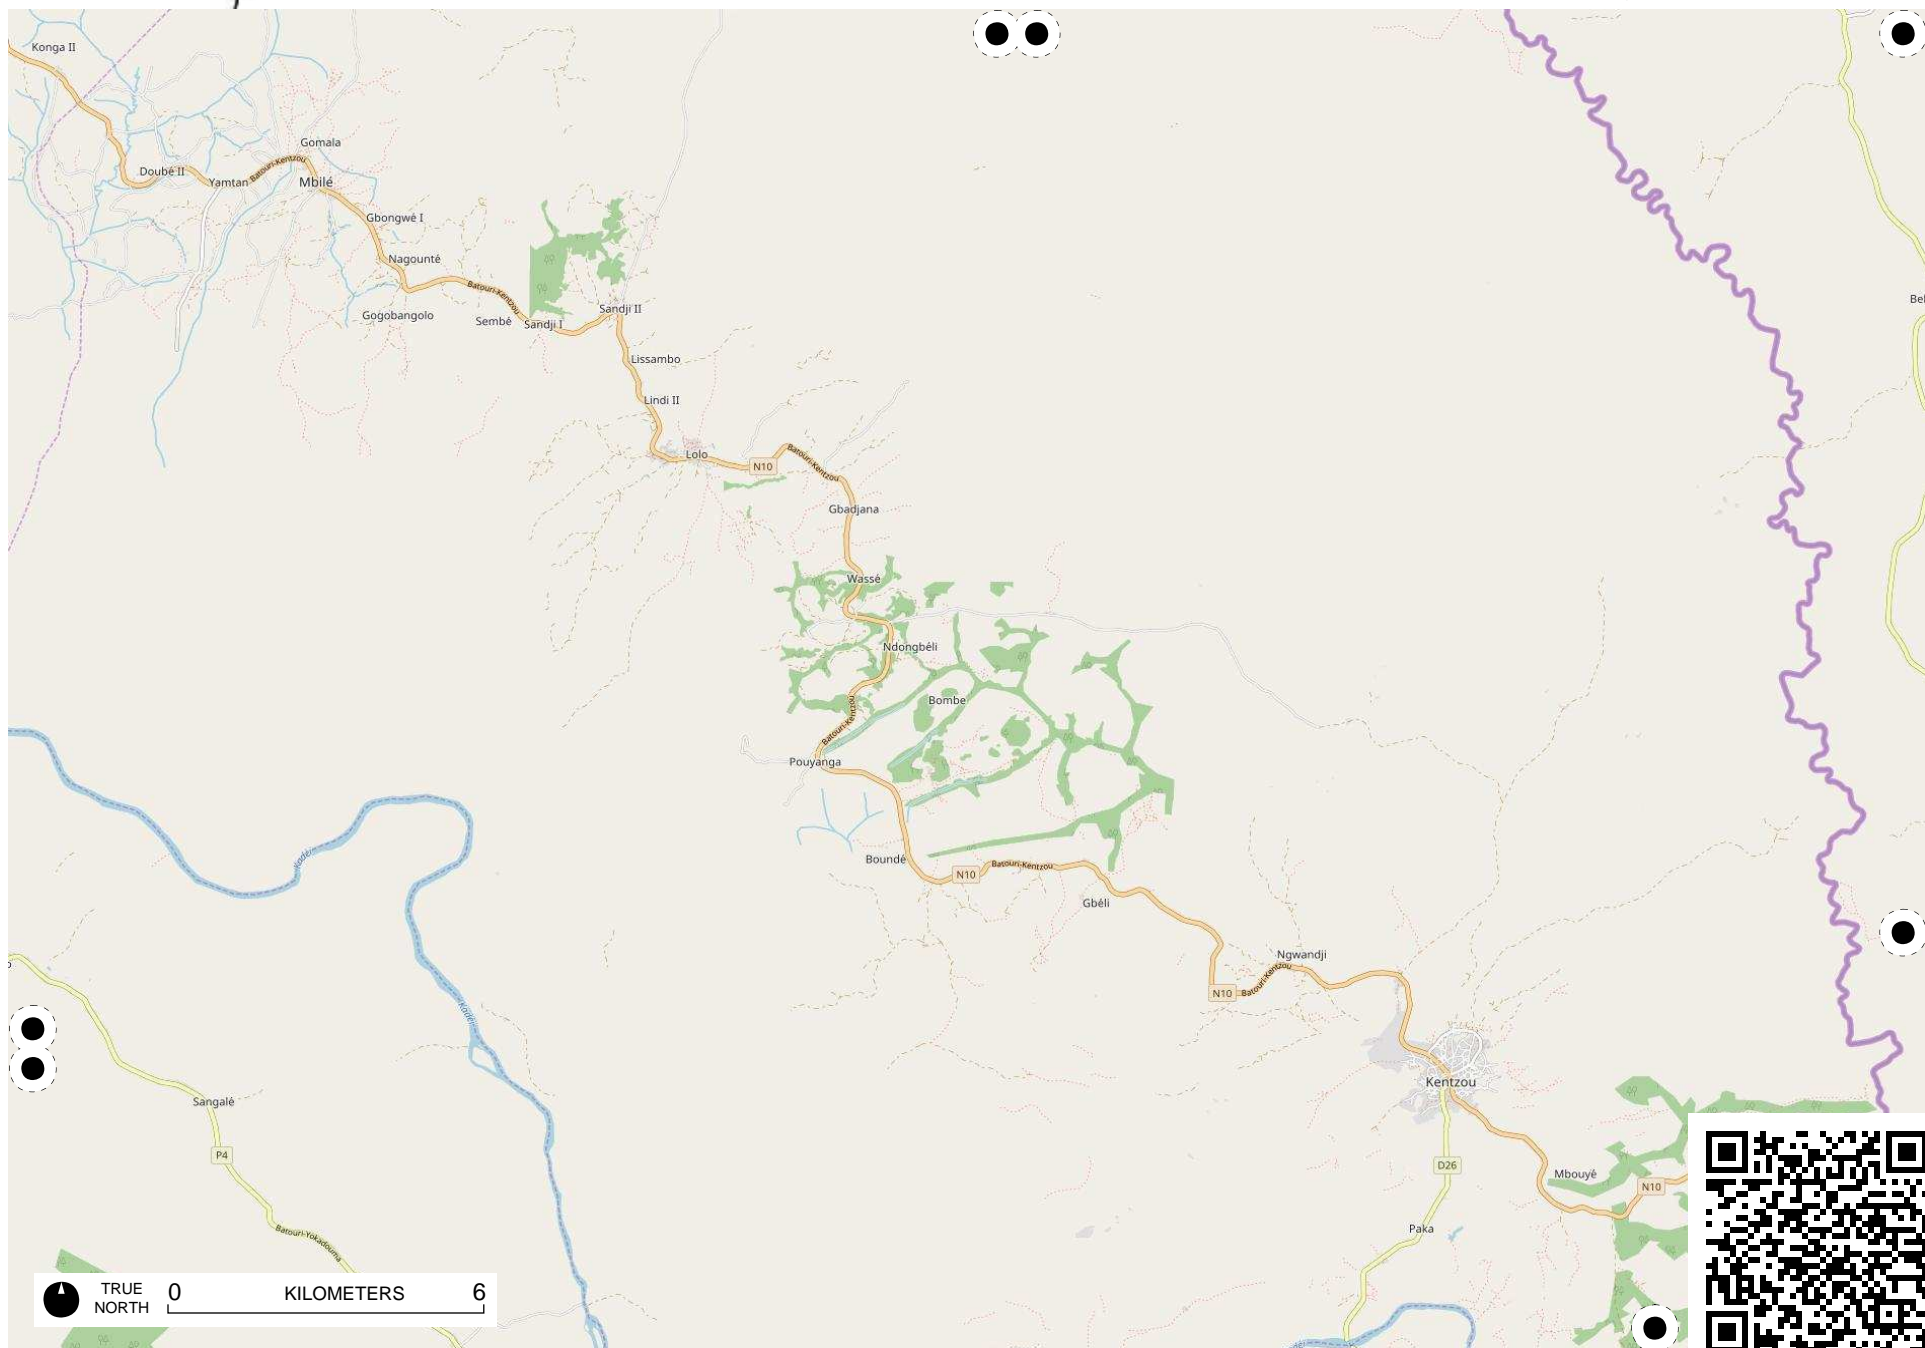 Konga II
Gomala
Doubé II
Yamtan
Batouri-Kentzou
Mbilé
Gbongwé I
Nagounté
Batouri-Kentzou
Gogobangolo
Sembé
Sandji I
Sandji II
Lissambo
Lindi II
Lolo
N10
Batouri-Kentzou
Gbadjana
Wassé
Ndongbéli
Bombe
Batouri-Kentzou
Pouyanga
Boundé
N10
Batouri-Kentzou
Gbéli
Kadéï
Kadéï
Ngwandji
N10
Batouri-Kentzou
Kentzou
Sangalé
P4
D26
Mbouyé
N10
Paka
Batouri-Yokadouma
TRUE
NORTH
0 KILOMETERS 6